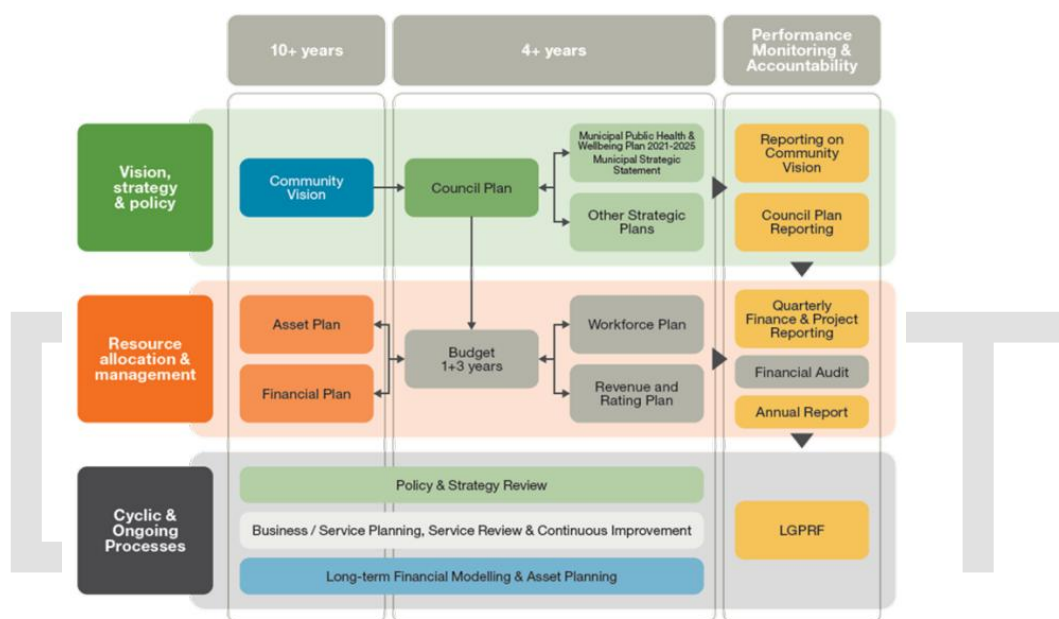 10+ years
4+ years
Performance
Monitoring &
Accountability
Vision,
strategy
& policy
Community
Vision
Council Plan
Municipal Public Health &
Wellbeing Plan 2021-2025
Municipal Strategic
Statement
Other Strategic
Plans
Reporting on
Community
Vision
Council Plan
Reporting
Resource
allocation &
management
Asset Plan
Financial Plan
Budget
1+3 years
Workforce Plan
Revenue and
Rating Plan
Quarterly
Finance & Project
Reporting
Financial Audit
Annual Report
Cyclic &
Ongoing
Processes
Policy & Strategy Review
Business / Service Planning, Service Review & Continuous Improvement
Long-term Financial Modelling & Asset Planning
LGPRF